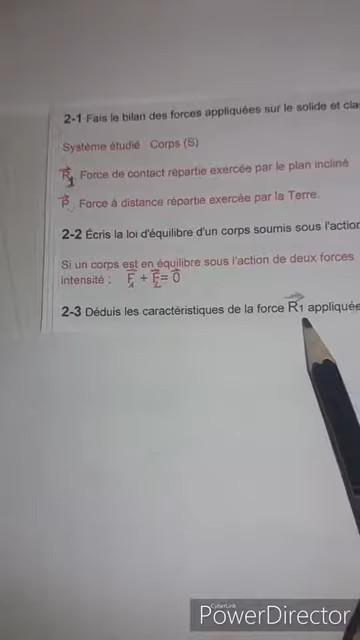 2-1 Fais le bilan des forces appliquées sur le solide et cla
Système étudié Corps (S)
R₁ Force de contact répartie exercée par le plan incliné
P : Force à distance répartie exercée par la Terre.
2-2 Écris la loi d'équilibre d'un corps soumis sous l'action
Si un corps est en équilibre sous l'action de deux forces
intensité : F₁ + F₂ = 0
2-3 Déduis les caractéristiques de la force R₁ appliquée
CyberLink
PowerDirector